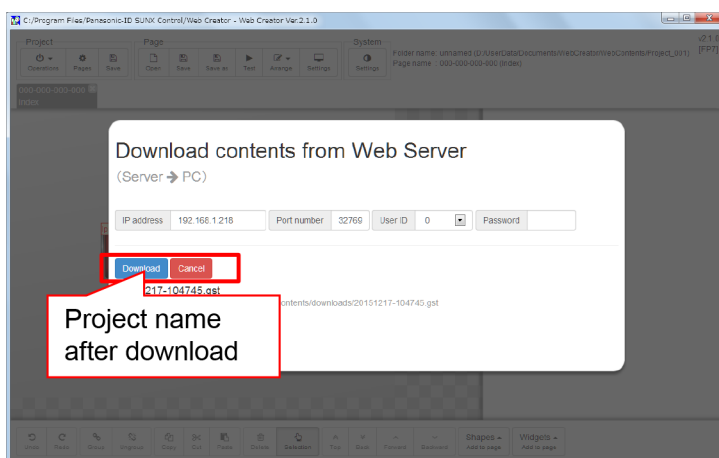 C:/Program Files/Panasonic-ID SUNX Control/Web Creator - Web Creator Ver.2.1.0
Project
Page
System
v2.1.0
Operations
Pages
Save
Open
Save
Save as
Test
Arrange
Settings
Settings
Folder name: Unnamed (D:/UserData/Documents/WebCreator/WebContents/Project_001)
Page name : 000-000-000-000 (Index)
[FP7]
000-000-000-000
Index
Download contents from Web Server
(Server → PC)
IP address 192.168.1.218 Port number 32769 User ID 0 Password
Download Cancel
217-104745.gst
ontents/downloads/20151217-104745.gst
Project name
after download
Undo Redo Group Ungroup Copy Cut Paste Delete Selection Top Back Forward Backward
Shapes
Add to page
Widgets
Add to page